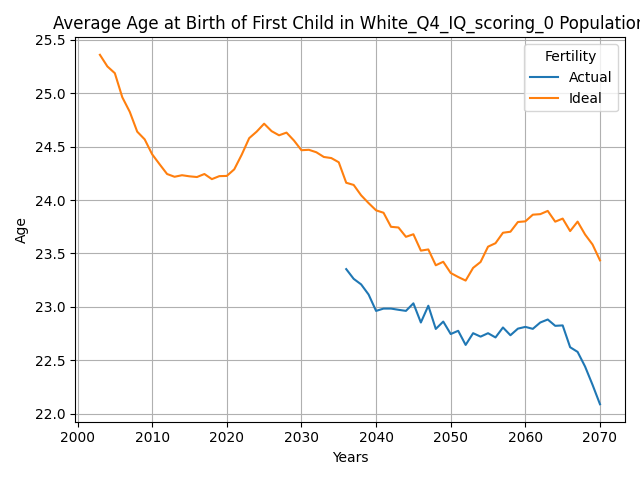 Average Age at Birth of First Child in White_Q4_IQ_scoring_0 Population
25.5
25.0
24.5
24.0
23.5
23.0
22.5
22.0
Age
Fertility
Actual
Ideal
2000 2010 2020 2030 2040 2050 2060 2070
Years